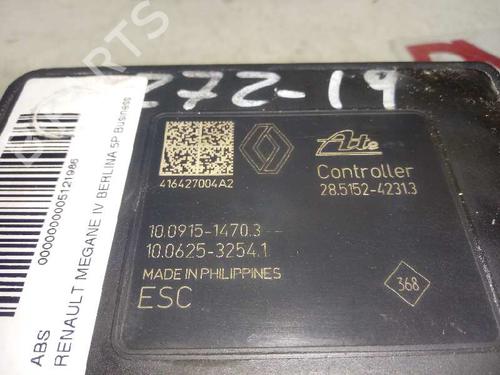 272-19
Ate
416427004A2
Controller
28.5152-4231.3
10.0915-1470.3
10.0625-3254.1
MADE IN PHILIPPINES
ESC
368
ABS
RENAULT MEGANE IV BERLINA 5P Business
0000000005121986
PARTS